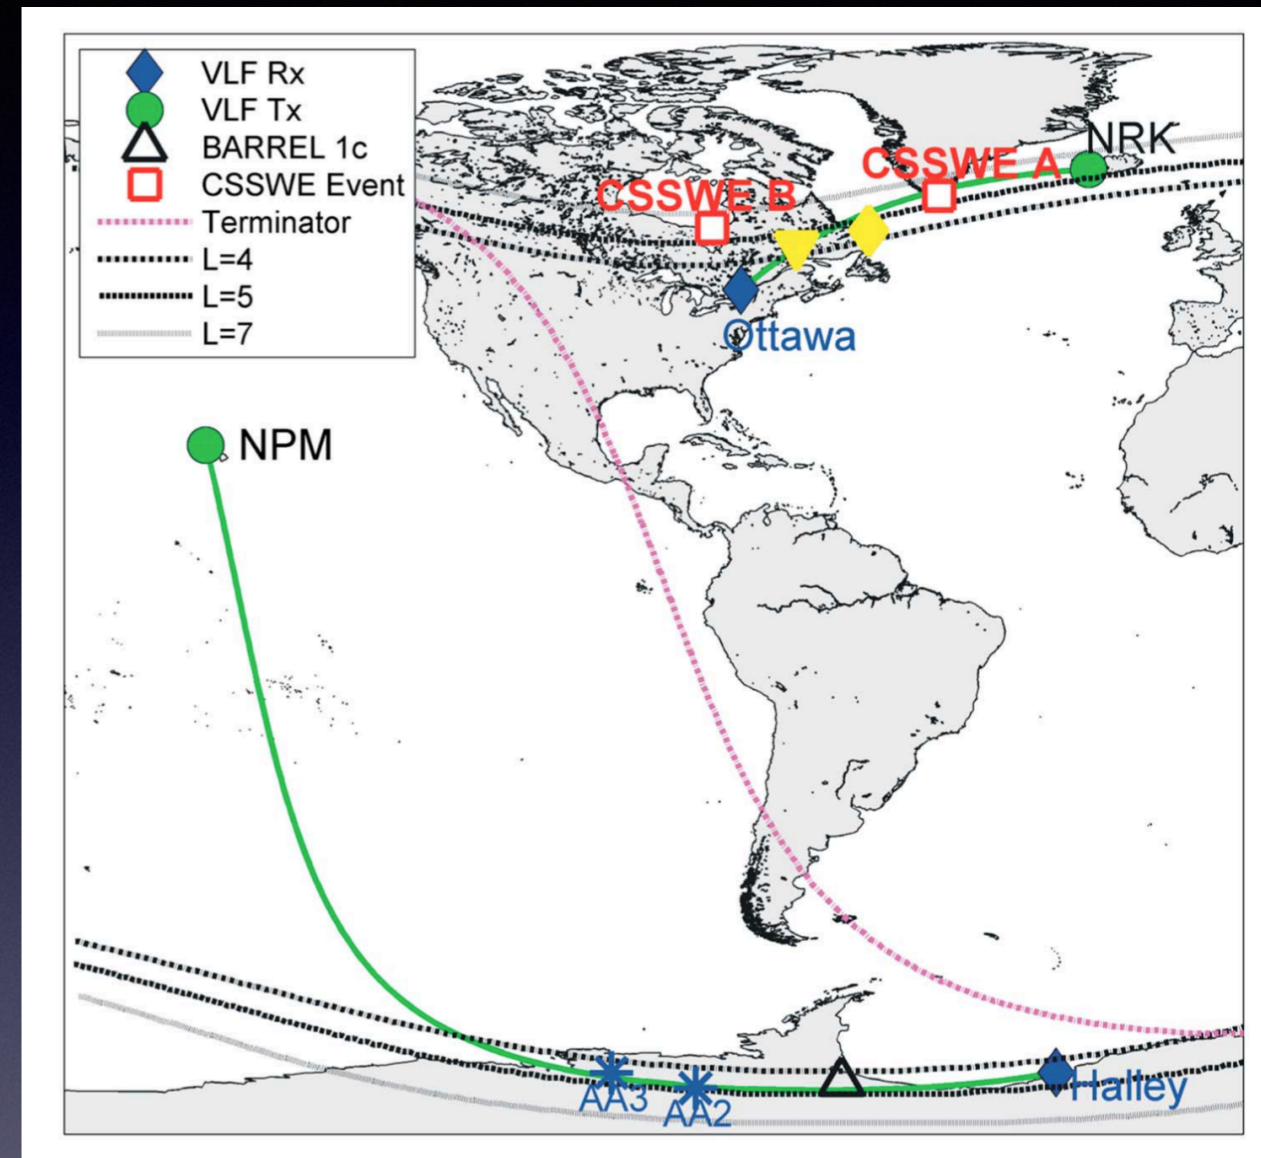 VLF Rx
VLF Tx
BARREL 1c
CSSWE Event
Terminator
L=4
L=5
L=7
NRK
CSSWE A
CSSWE B
Ottawa
NPM
AA3
AA2
Halley